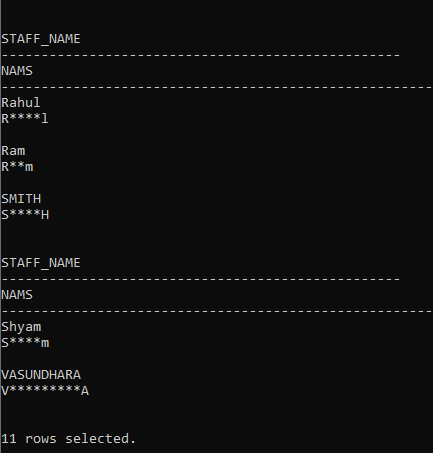 STAFF_NAME
--------------------------------------------------
NAMS
------------------------------------------------------
Rahul
R****l
Ram
R**m
SMITH
S****H
STAFF_NAME
--------------------------------------------------
NAMS
------------------------------------------------------
Shyam
S****m
VASUNDHARA
V*********A
11 rows selected.